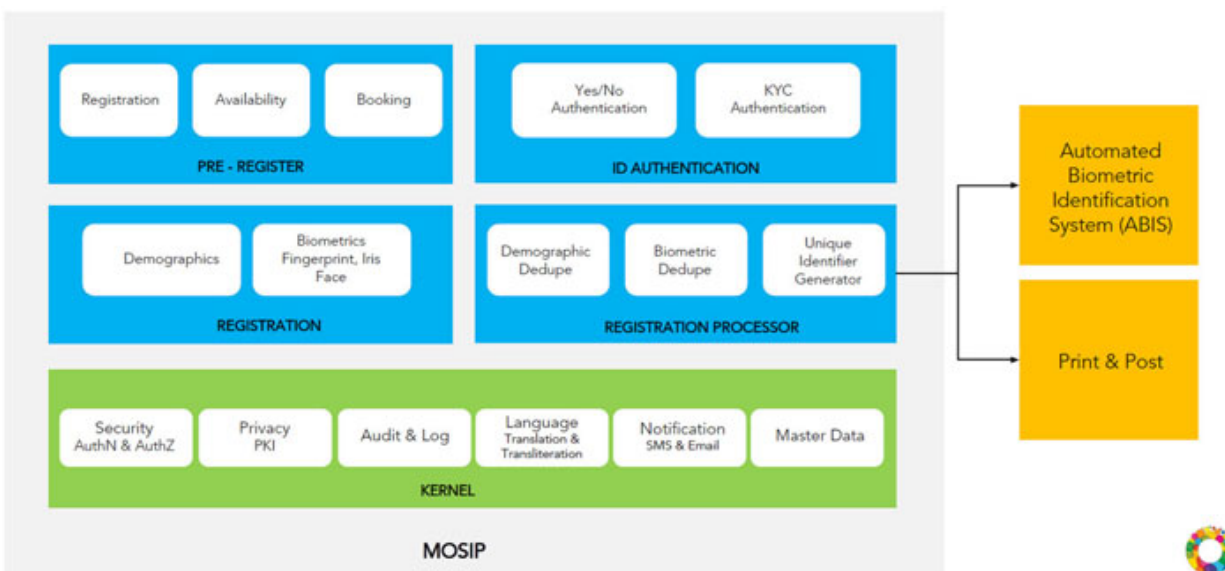 Registration
Availability
Booking
PRE - REGISTER
Yes/No
Authentication
KYC
Authentication
ID AUTHENTICATION
Demographics
Biometrics
Fingerprint, Iris
Face
REGISTRATION
Demographic
Dedupe
Biometric
Dedupe
Unique
Identifier
Generator
REGISTRATION PROCESSOR
Security
AuthN & AuthZ
Privacy
PKI
Audit & Log
Language
Translation &
Transliteration
Notification
SMS & Email
Master Data
KERNEL
MOSIP
Automated
Biometric
Identification
System (ABIS)
Print & Post